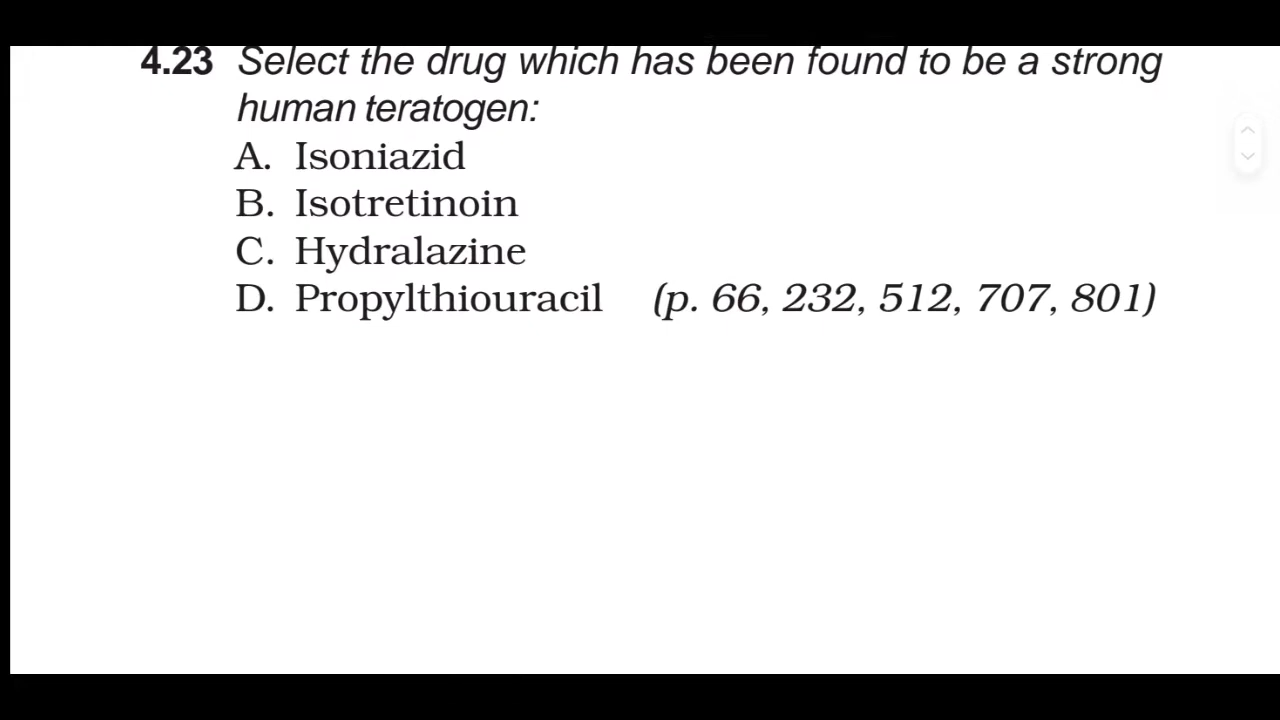 4.23 Select the drug which has been found to be a strong
human teratogen:
A. Isoniazid
B. Isotretinoin
C. Hydralazine
D. Propylthiouracil (p. 66, 232, 512, 707, 801)